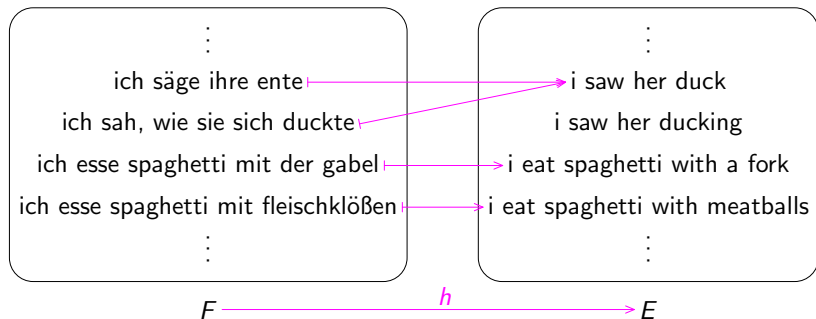 ich säge ihre ente i saw her duck
ich sah, wie sie sich duckte i saw her ducking
ich esse spaghetti mit der gabel i eat spaghetti with a fork
ich esse spaghetti mit fleischklößen i eat spaghetti with meatballs
h
F E